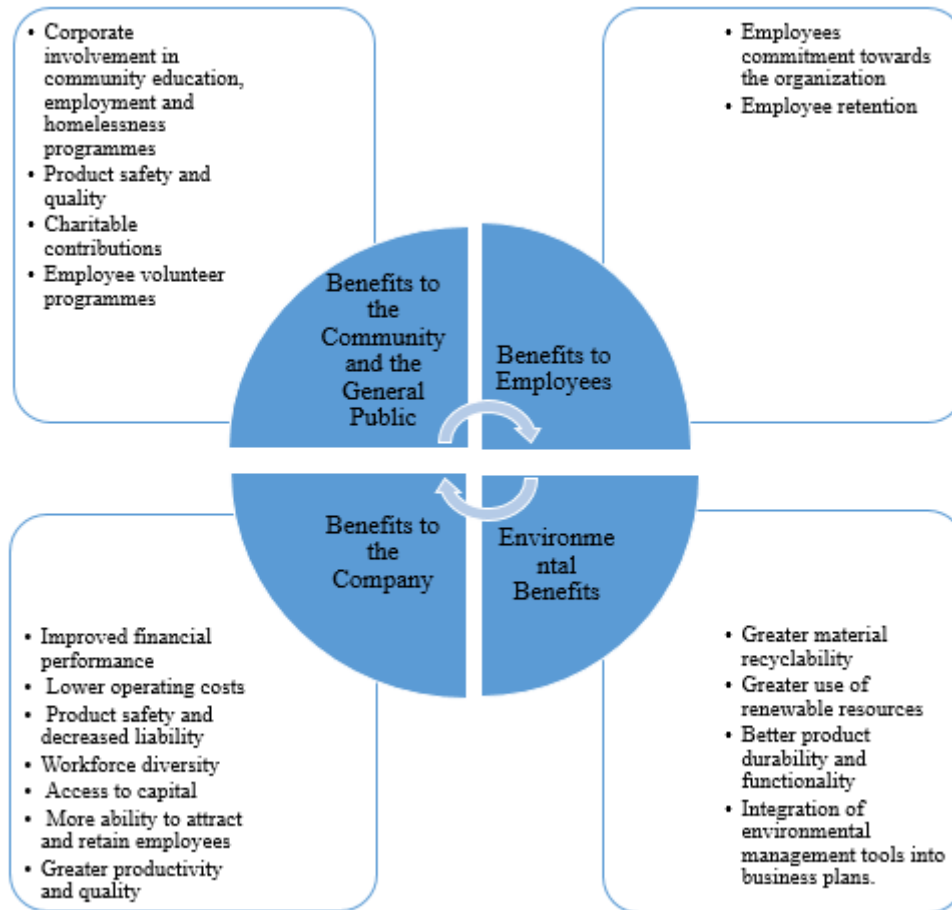 • Corporate
involvement in
community education,
employment and
homelessness
programmes
• Product safety and
quality
• Charitable
contributions
• Employee volunteer
programmes
• Employees
commitment towards
the organization
• Employee retention
Benefits to
the
Community
and the
General
Public
Benefits to
Employees
Benefits to
the
Company
Environme
ntal
Benefits
• Improved financial
performance
• Lower operating costs
• Product safety and
decreased liability
• Workforce diversity
• Access to capital
• More ability to attract
and retain employees
• Greater productivity
and quality
• Greater material
recyclability
• Greater use of
renewable resources
• Better product
durability and
functionality
• Integration of
environmental
management tools into
business plans.